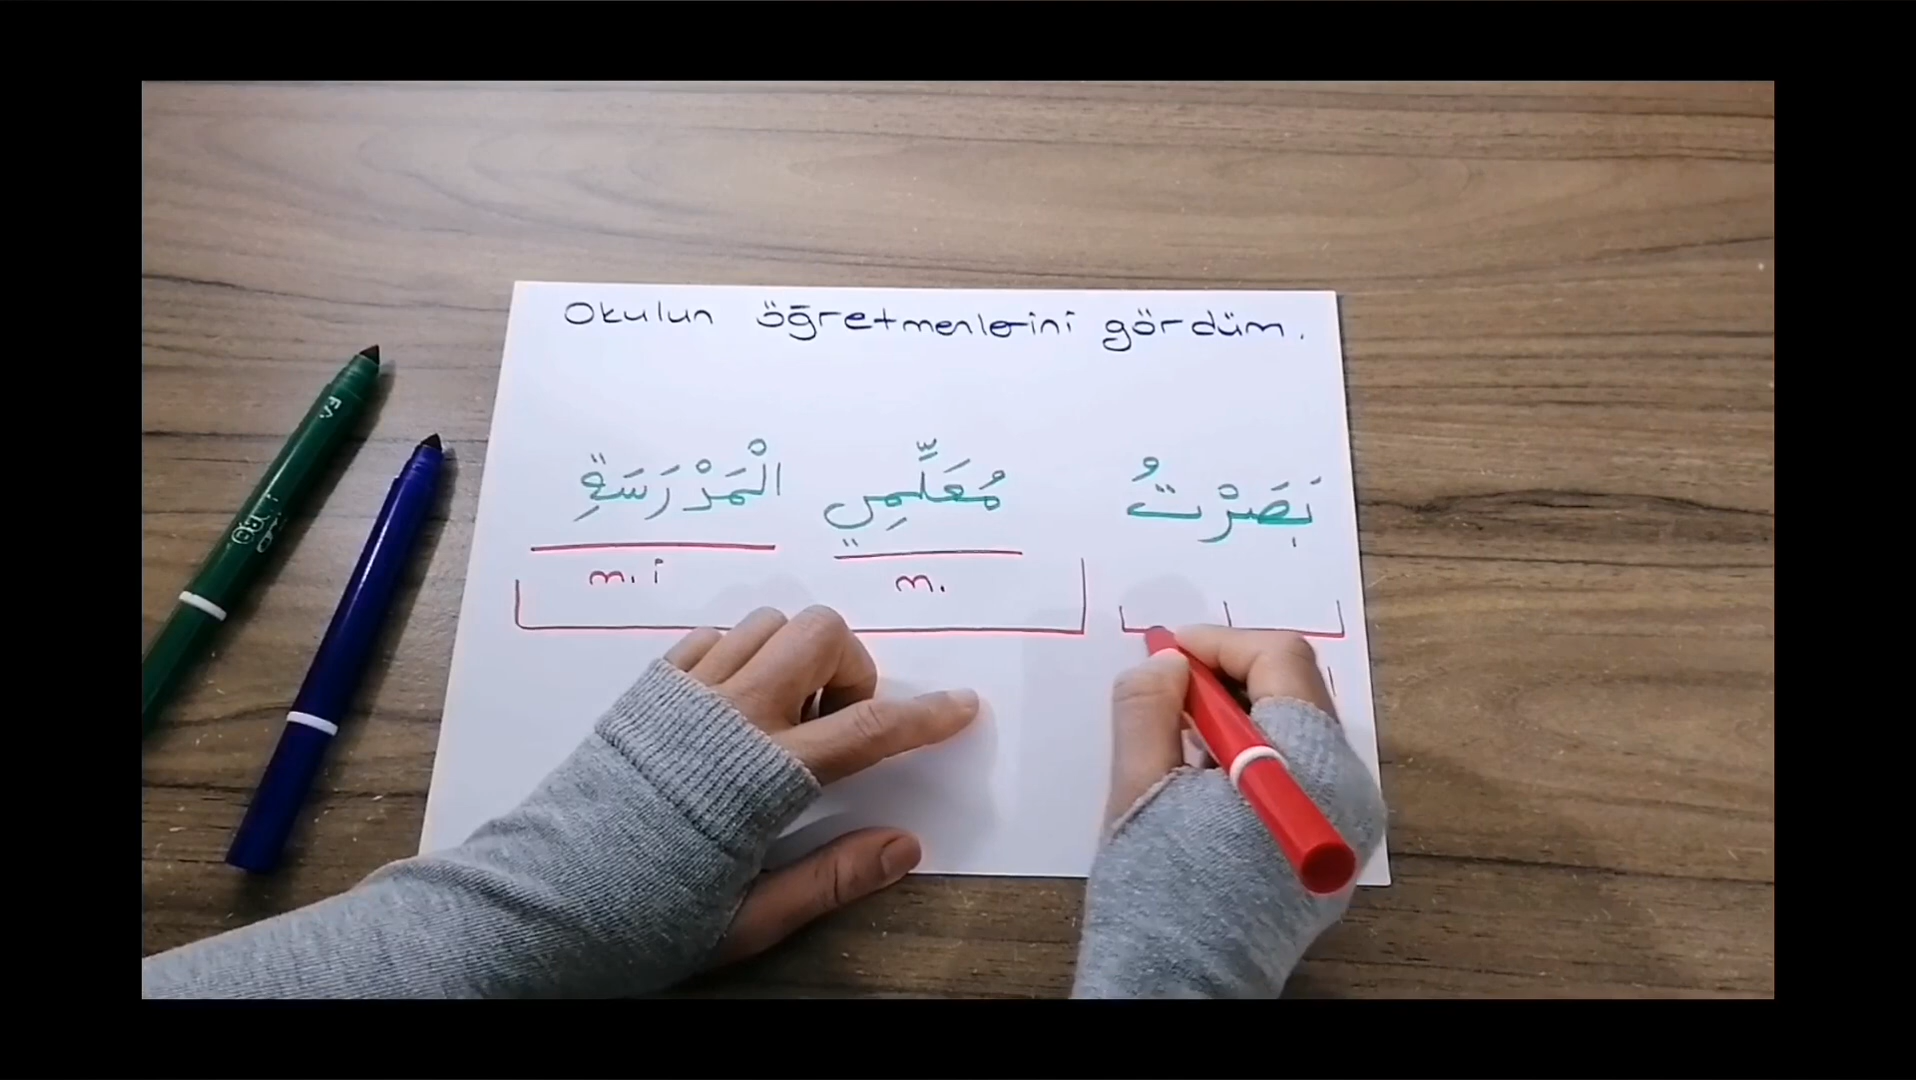 Okulun öğretmenlerini gördüm.
بَصَرْتُ مُعَلِّمِي الْمَدْرَسَةِ
m. m. i